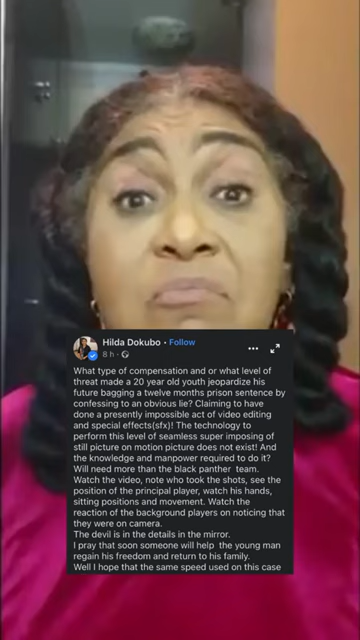 Hilda Dokubo · Follow
8 h ·
What type of compensation and or what level of
threat made a 20 year old youth jeopardize his
future bagging a twelve months prison sentence by
confessing to an obvious lie? Claiming to have
done a presently impossible act of video editing
and special effects(sfx)! The technology to
perform this level of seamless super imposing of
still picture on motion picture does not exist! And
the knowledge and manpower required to do it?
Will need more than the black panther team.
Watch the video, note who took the shots, see the
position of the principal player, watch his hands,
sitting positions and movement. Watch the
reaction of the background players on noticing that
they were on camera.
The devil is in the details in the mirror.
I pray that soon someone will help the young man
regain his freedom and return to his family.
Well I hope that the same speed used on this case